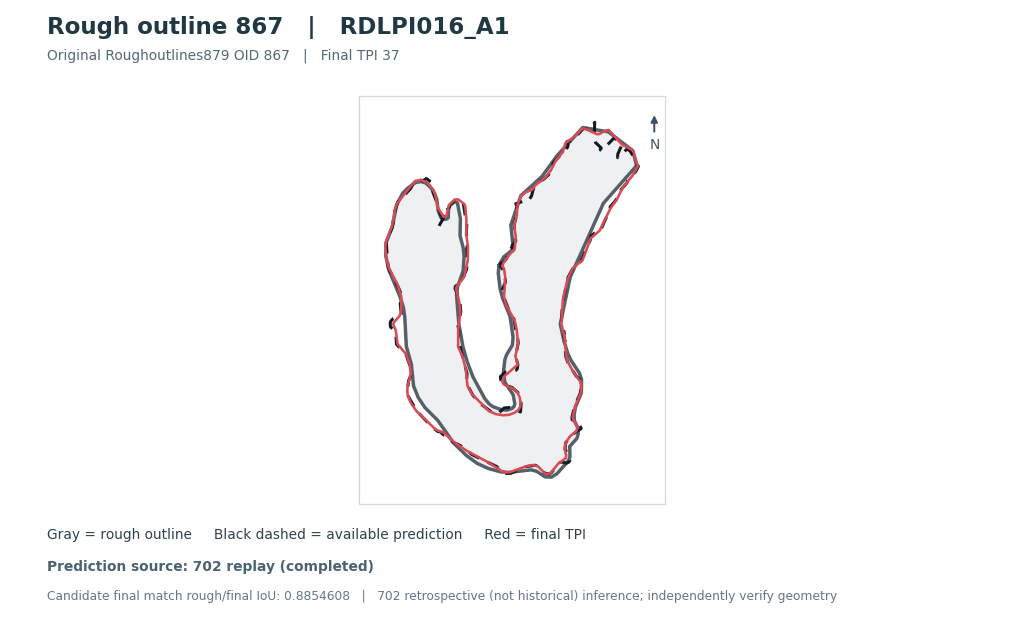 Rough outline 867   |   RDLPI016_A1
Original Roughoutlines879 OID 867   |   Final TPI 37
N
Gray = rough outline     Black dashed = available prediction     Red = final TPI
Prediction source: 702 replay (completed)
Candidate final match rough/final IoU: 0.8854608   |   702 retrospective (not historical) inference; independently verify geometry